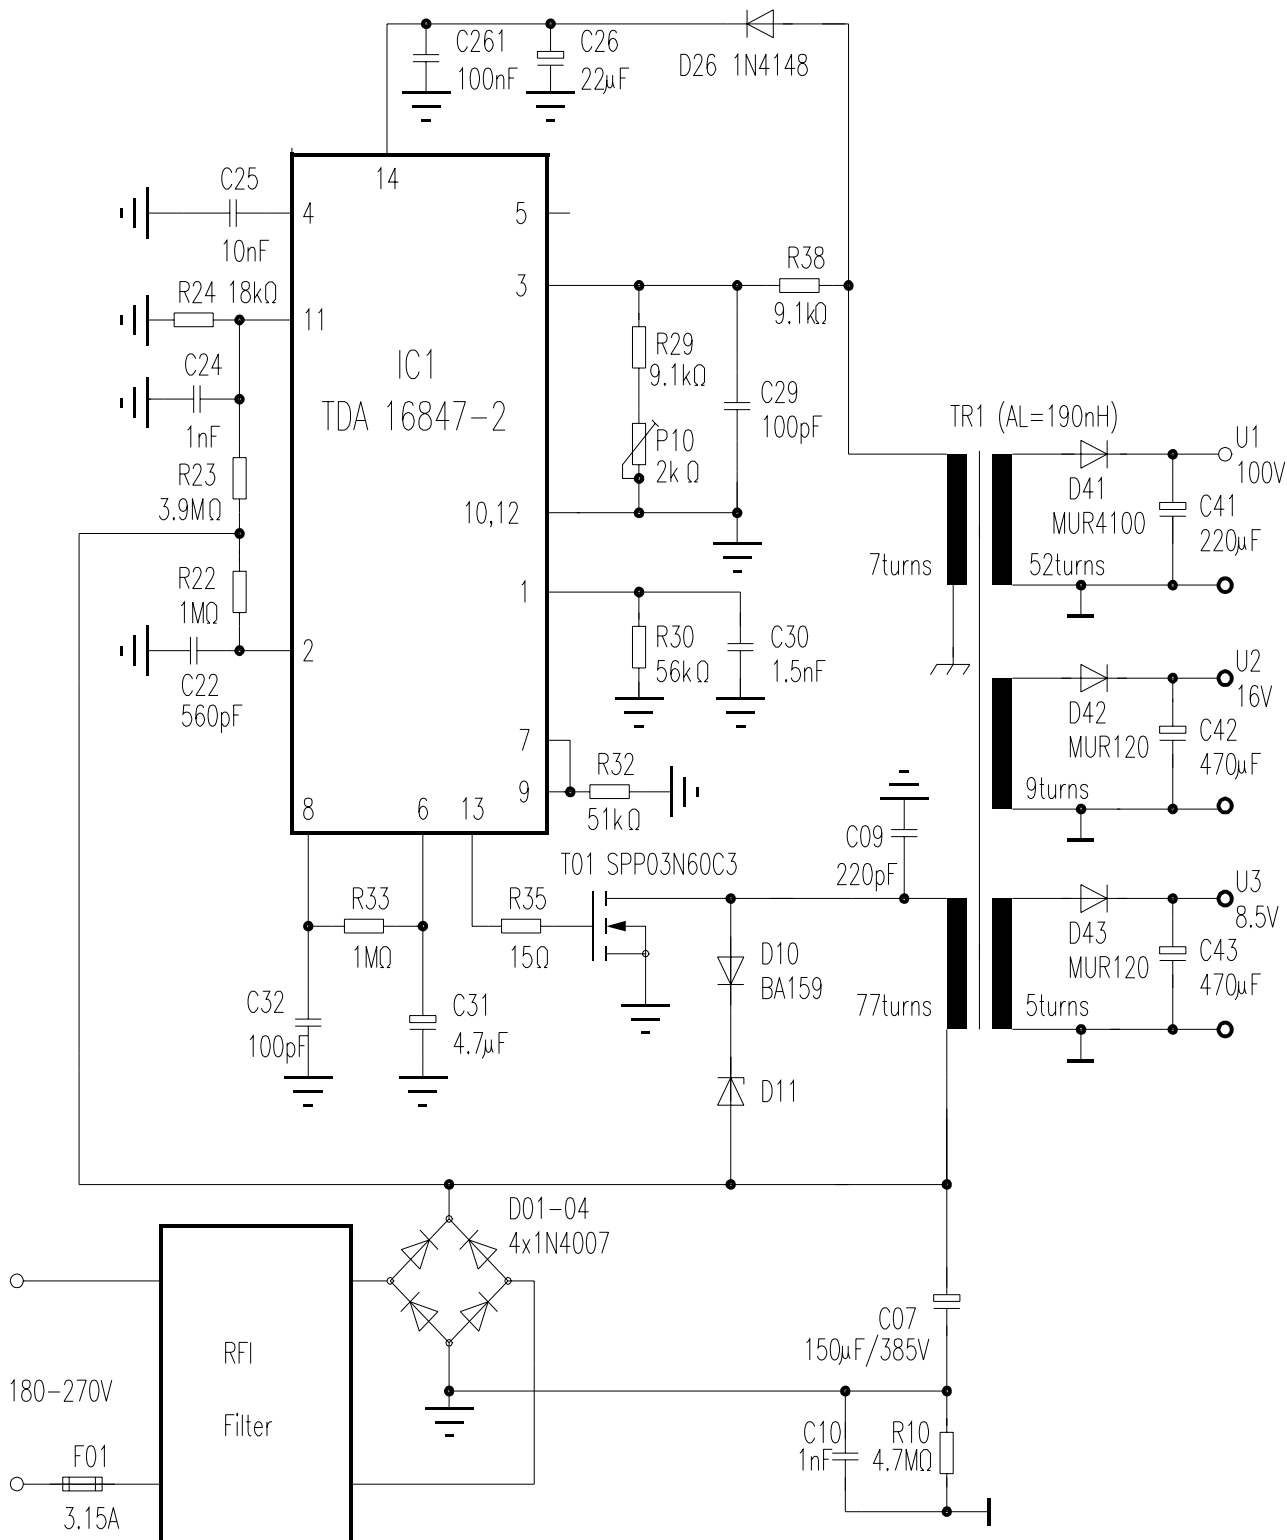 C261
100nF
C26
22µF
D26 1N4148
14
C25
10nF
4
5
R24 18kΩ
11
3
R38
9.1kΩ
C24
1nF
IC1
TDA 16847-2
R29
9.1kΩ
C29
100pF
P10
2kΩ
R23
3.9MΩ
10,12
TR1 (AL=190nH)
U1
100V
D41
MUR4100
C41
220µF
7turns
52turns
R22
1MΩ
1
2
C22
560pF
R30
56kΩ
C30
1.5nF
U2
16V
D42
MUR120
C42
470µF
9turns
7
9
R32
51kΩ
8
6
13
C09
220pF
T01 SPP03N60C3
R33
1MΩ
R35
15Ω
U3
8.5V
D43
MUR120
C43
470µF
D10
BA159
77turns
5turns
C32
100pF
C31
4.7µF
D11
D01-04
4x1N4007
C07
150µF/385V
RFI
Filter
180-270V
F01
3.15A
C10
1nF
R10
4.7MΩ